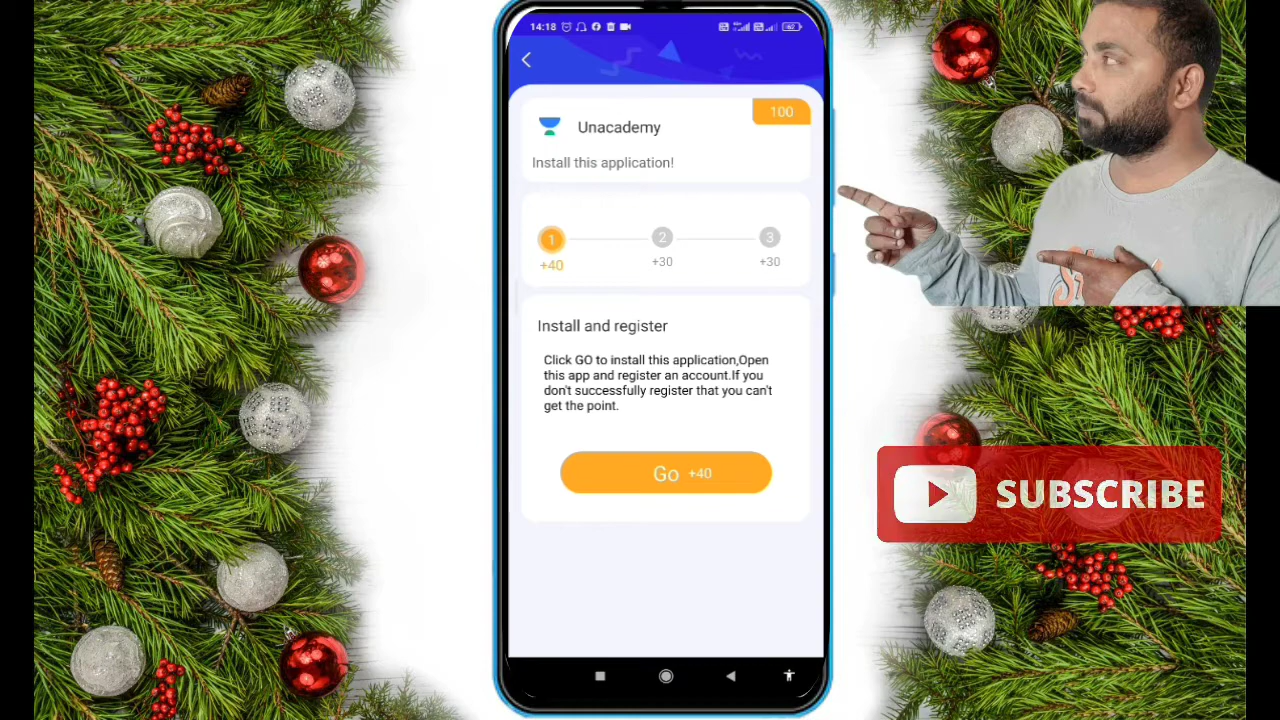 14:18
62
Unacademy
100
Install this application!
1
2
3
+40
+30
+30
Install and register
Click GO to install this application,Open
this app and register an account.If you
don't successfully register that you can't
get the point.
Go +40
SUBSCRIBE